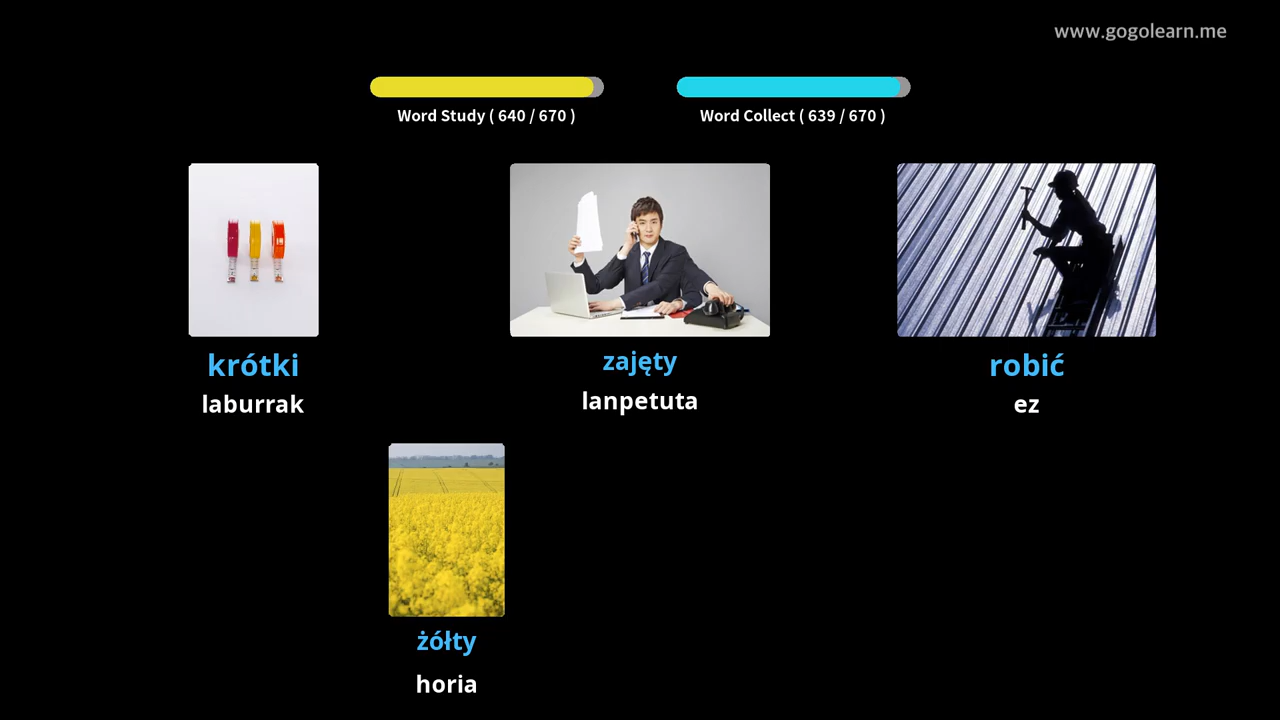 www.gogolearn.me
Word Study ( 640 / 670 )
Word Collect ( 639 / 670 )
krótki
laburrak
zajęty
lanpetuta
robić
ez
żółty
horia